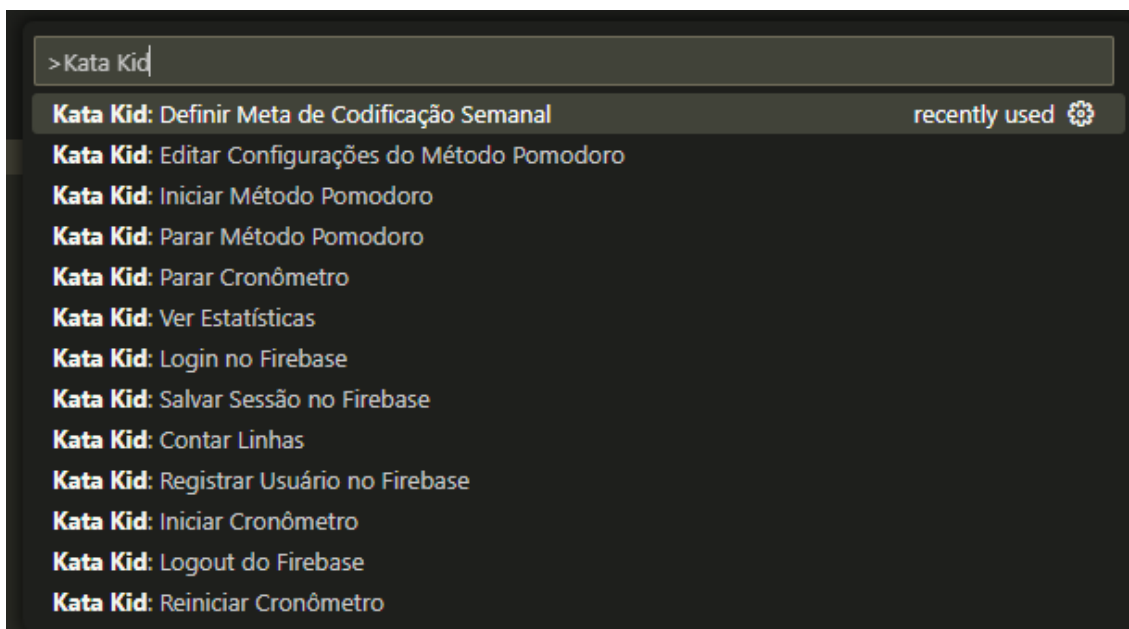 >Kata Kid
Kata Kid: Definir Meta de Codificação Semanal recently used
Kata Kid: Editar Configurações do Método Pomodoro
Kata Kid: Iniciar Método Pomodoro
Kata Kid: Parar Método Pomodoro
Kata Kid: Parar Cronômetro
Kata Kid: Ver Estatísticas
Kata Kid: Login no Firebase
Kata Kid: Salvar Sessão no Firebase
Kata Kid: Contar Linhas
Kata Kid: Registrar Usuário no Firebase
Kata Kid: Iniciar Cronômetro
Kata Kid: Logout do Firebase
Kata Kid: Reiniciar Cronômetro